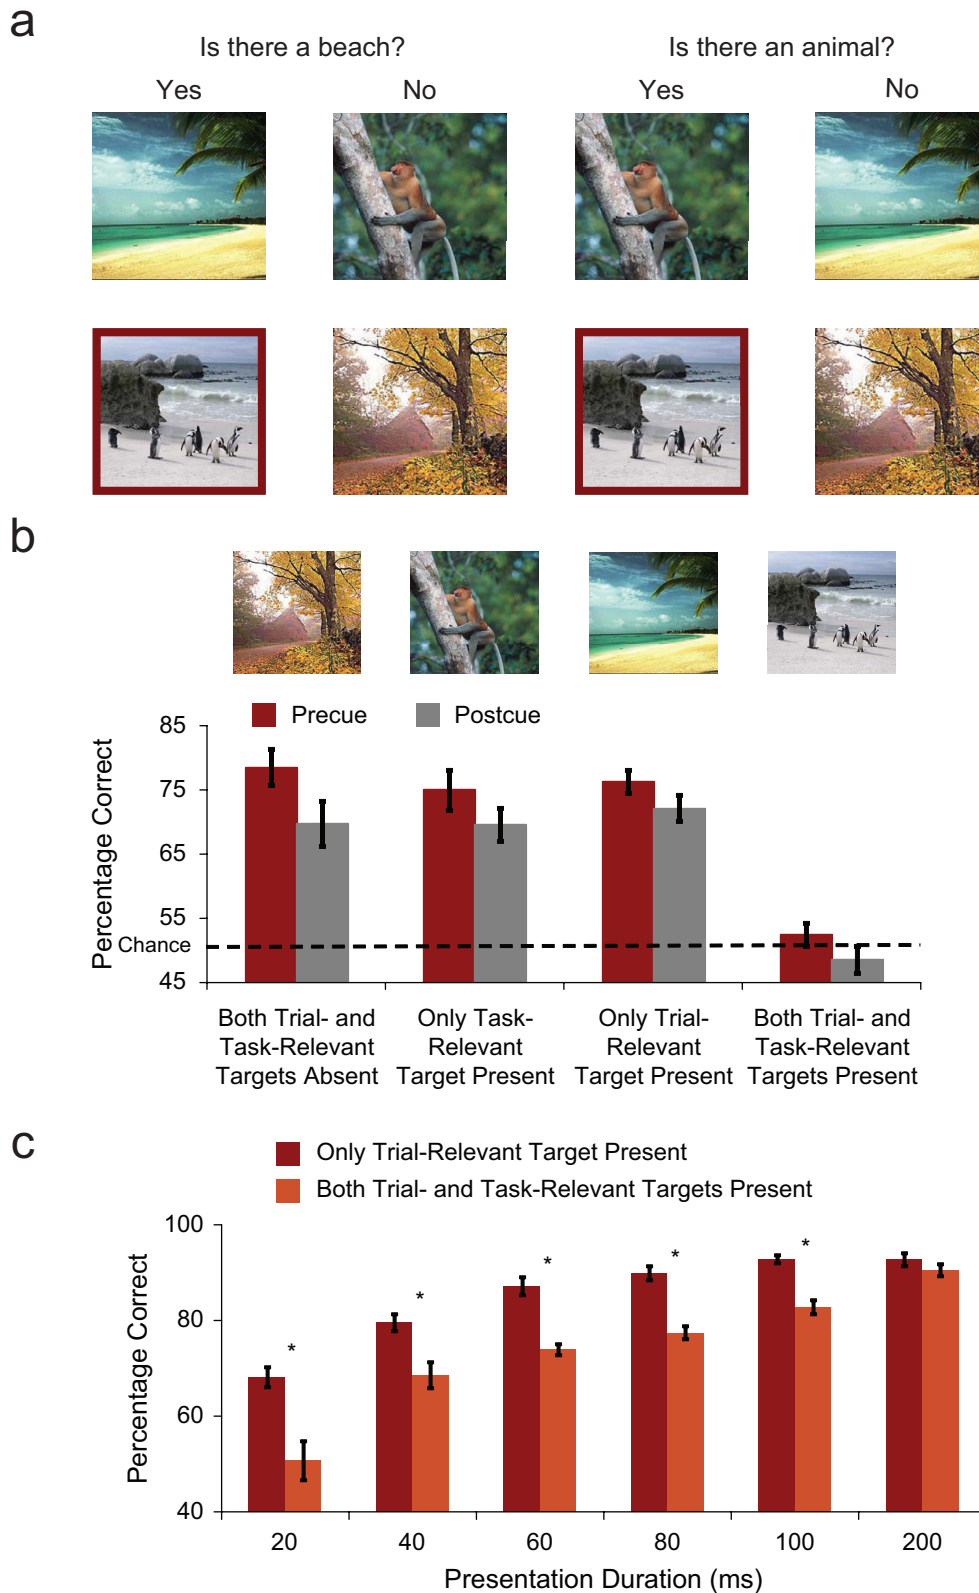 a
Is there a beach?
Is there an animal?
Yes
No
Yes
No
b
Precue
Postcue
Percentage Correct
85
75
65
55
Chance
45
Both Trial- and
Task-Relevant
Targets Absent
Only Task-
Relevant
Target Present
Only Trial-
Relevant
Target Present
Both Trial- and
Task-Relevant
Targets Present
c
Only Trial-Relevant Target Present
Both Trial- and Task-Relevant Targets Present
Percentage Correct
100
80
60
40
*
*
*
*
*
20
40
60
80
100
200
Presentation Duration (ms)